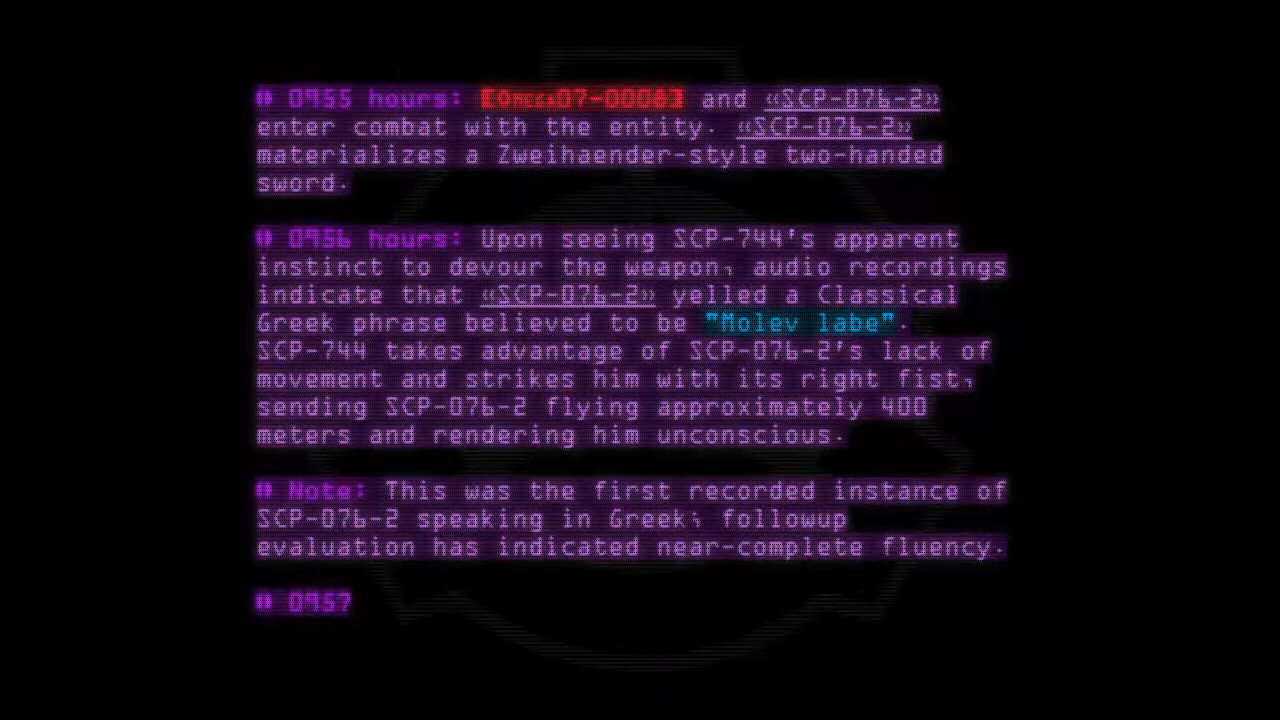 # 0955 hours: [Omega07-00083] and «SCP-076-2»
enter combat with the entity. «SCP-076-2»
materializes a Zweihaender-style two-handed
sword.
# 0956 hours: Upon seeing SCP-744's apparent
instinct to devour the weapon, audio recordings
indicate that «SCP-076-2» yelled a Classical
Greek phrase believed to be "Molev labe".
SCP-744 takes advantage of SCP-076-2's lack of
movement and strikes him with its right fist,
sending SCP-076-2 flying approximately 400
meters and rendering him unconscious.
# Note: This was the first recorded instance of
SCP-076-2 speaking in Greek; followup
evaluation has indicated near-complete fluency.
# 0957